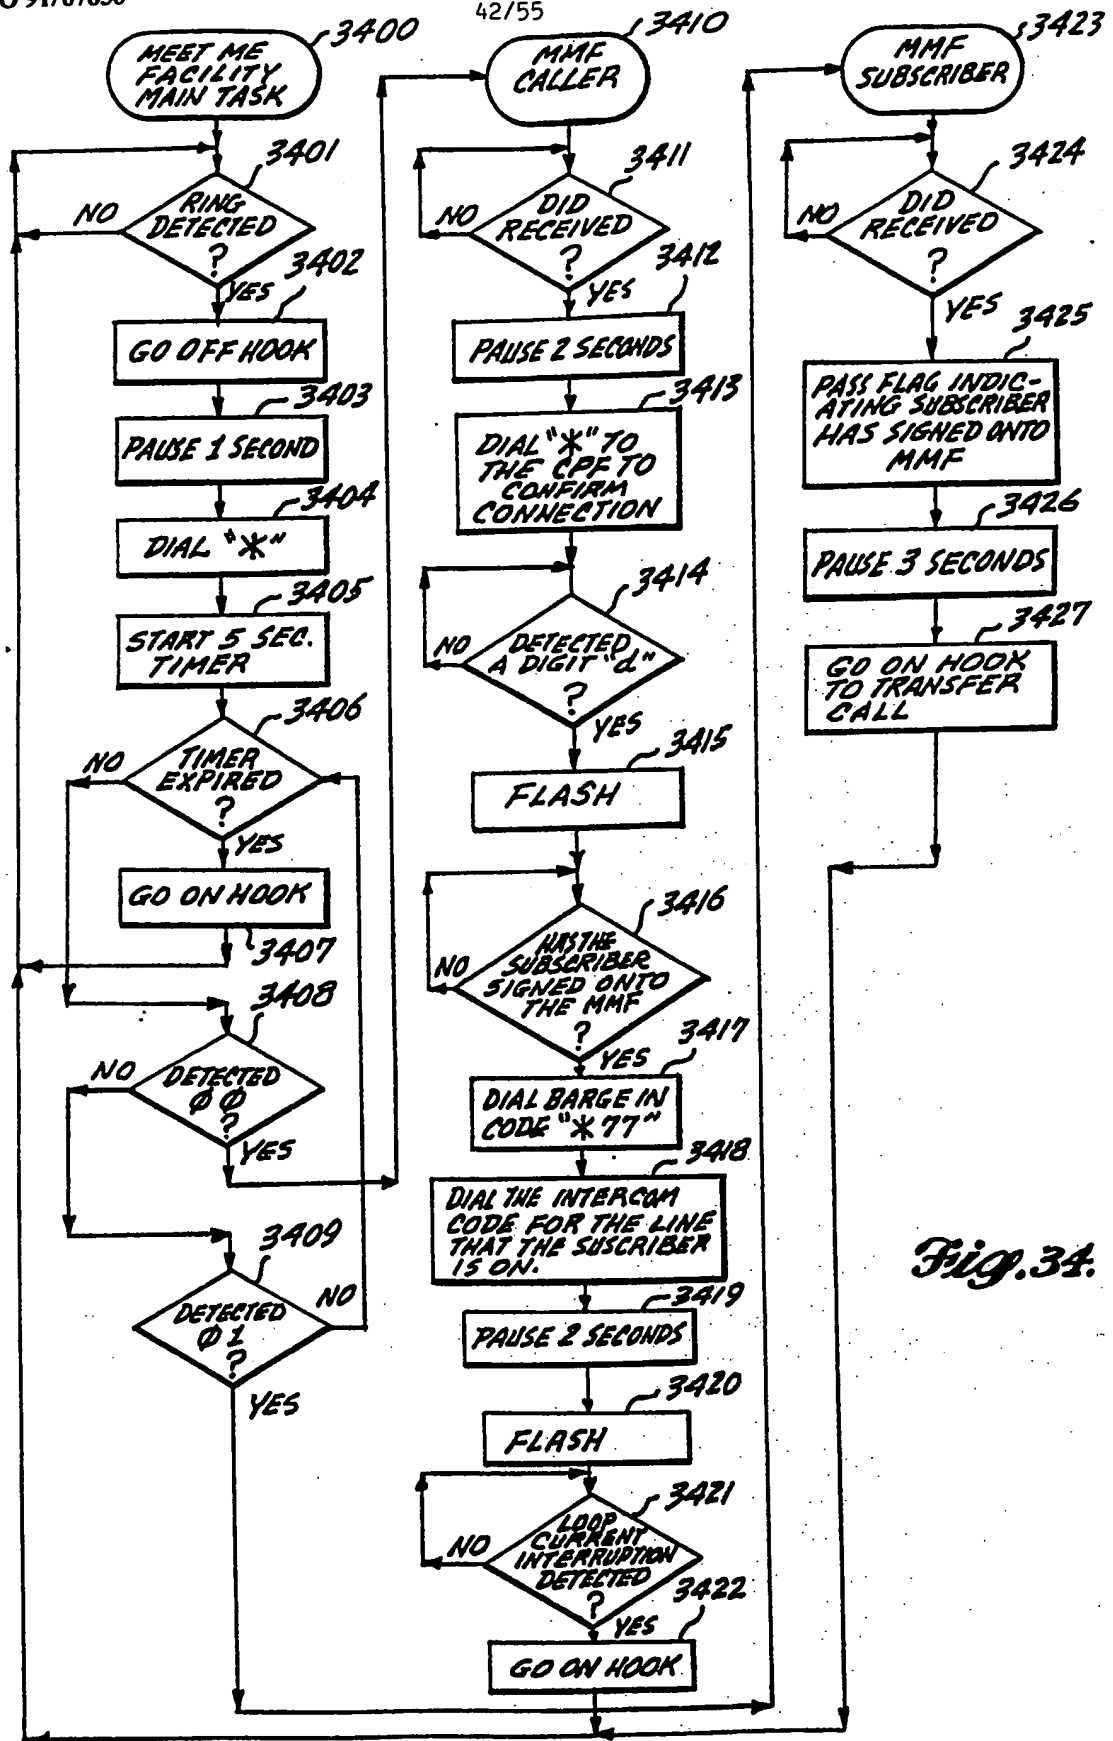 42/55
3400
MEET ME
FACILITY
MAIN TASK
3401
RING
DETECTED
?
NO
YES
3402
GO OFF HOOK
3403
PAUSE 1 SECOND
3404
DIAL "*"
3405
START 5 SEC.
TIMER
3406
TIMER
EXPIRED
?
NO
YES
GO ON HOOK
3407
3408
DETECTED
Ø Ø
?
NO
YES
3409
DETECTED
Ø 1
?
NO
YES
3410
MMF
CALLER
3411
DID
RECEIVED
?
NO
YES
3412
PAUSE 2 SECONDS
3413
DIAL "*" TO
THE CPF TO
CONFIRM
CONNECTION
3414
DETECTED
A DIGIT "d"
?
NO
YES
3415
FLASH
3416
HAS THE
SUBSCRIBER
SIGNED ONTO
THE MMF
?
NO
YES
3417
DIAL BARGE IN
CODE "*77"
3418
DIAL THE INTERCOM
CODE FOR THE LINE
THAT THE SUSCRIBER
IS ON.
3419
PAUSE 2 SECONDS
3420
FLASH
3421
LOOP
CURRENT
INTERRUPTION
DETECTED
?
NO
YES
3422
GO ON HOOK
3423
MMF
SUBSCRIBER
3424
DID
RECEIVED
?
NO
YES
3425
PASS FLAG INDIC-
ATING SUBSCRIBER
HAS SIGNED ONTO
MMF
3426
PAUSE 3 SECONDS
3427
GO ON HOOK
TO TRANSFER
CALL
Fig. 34.